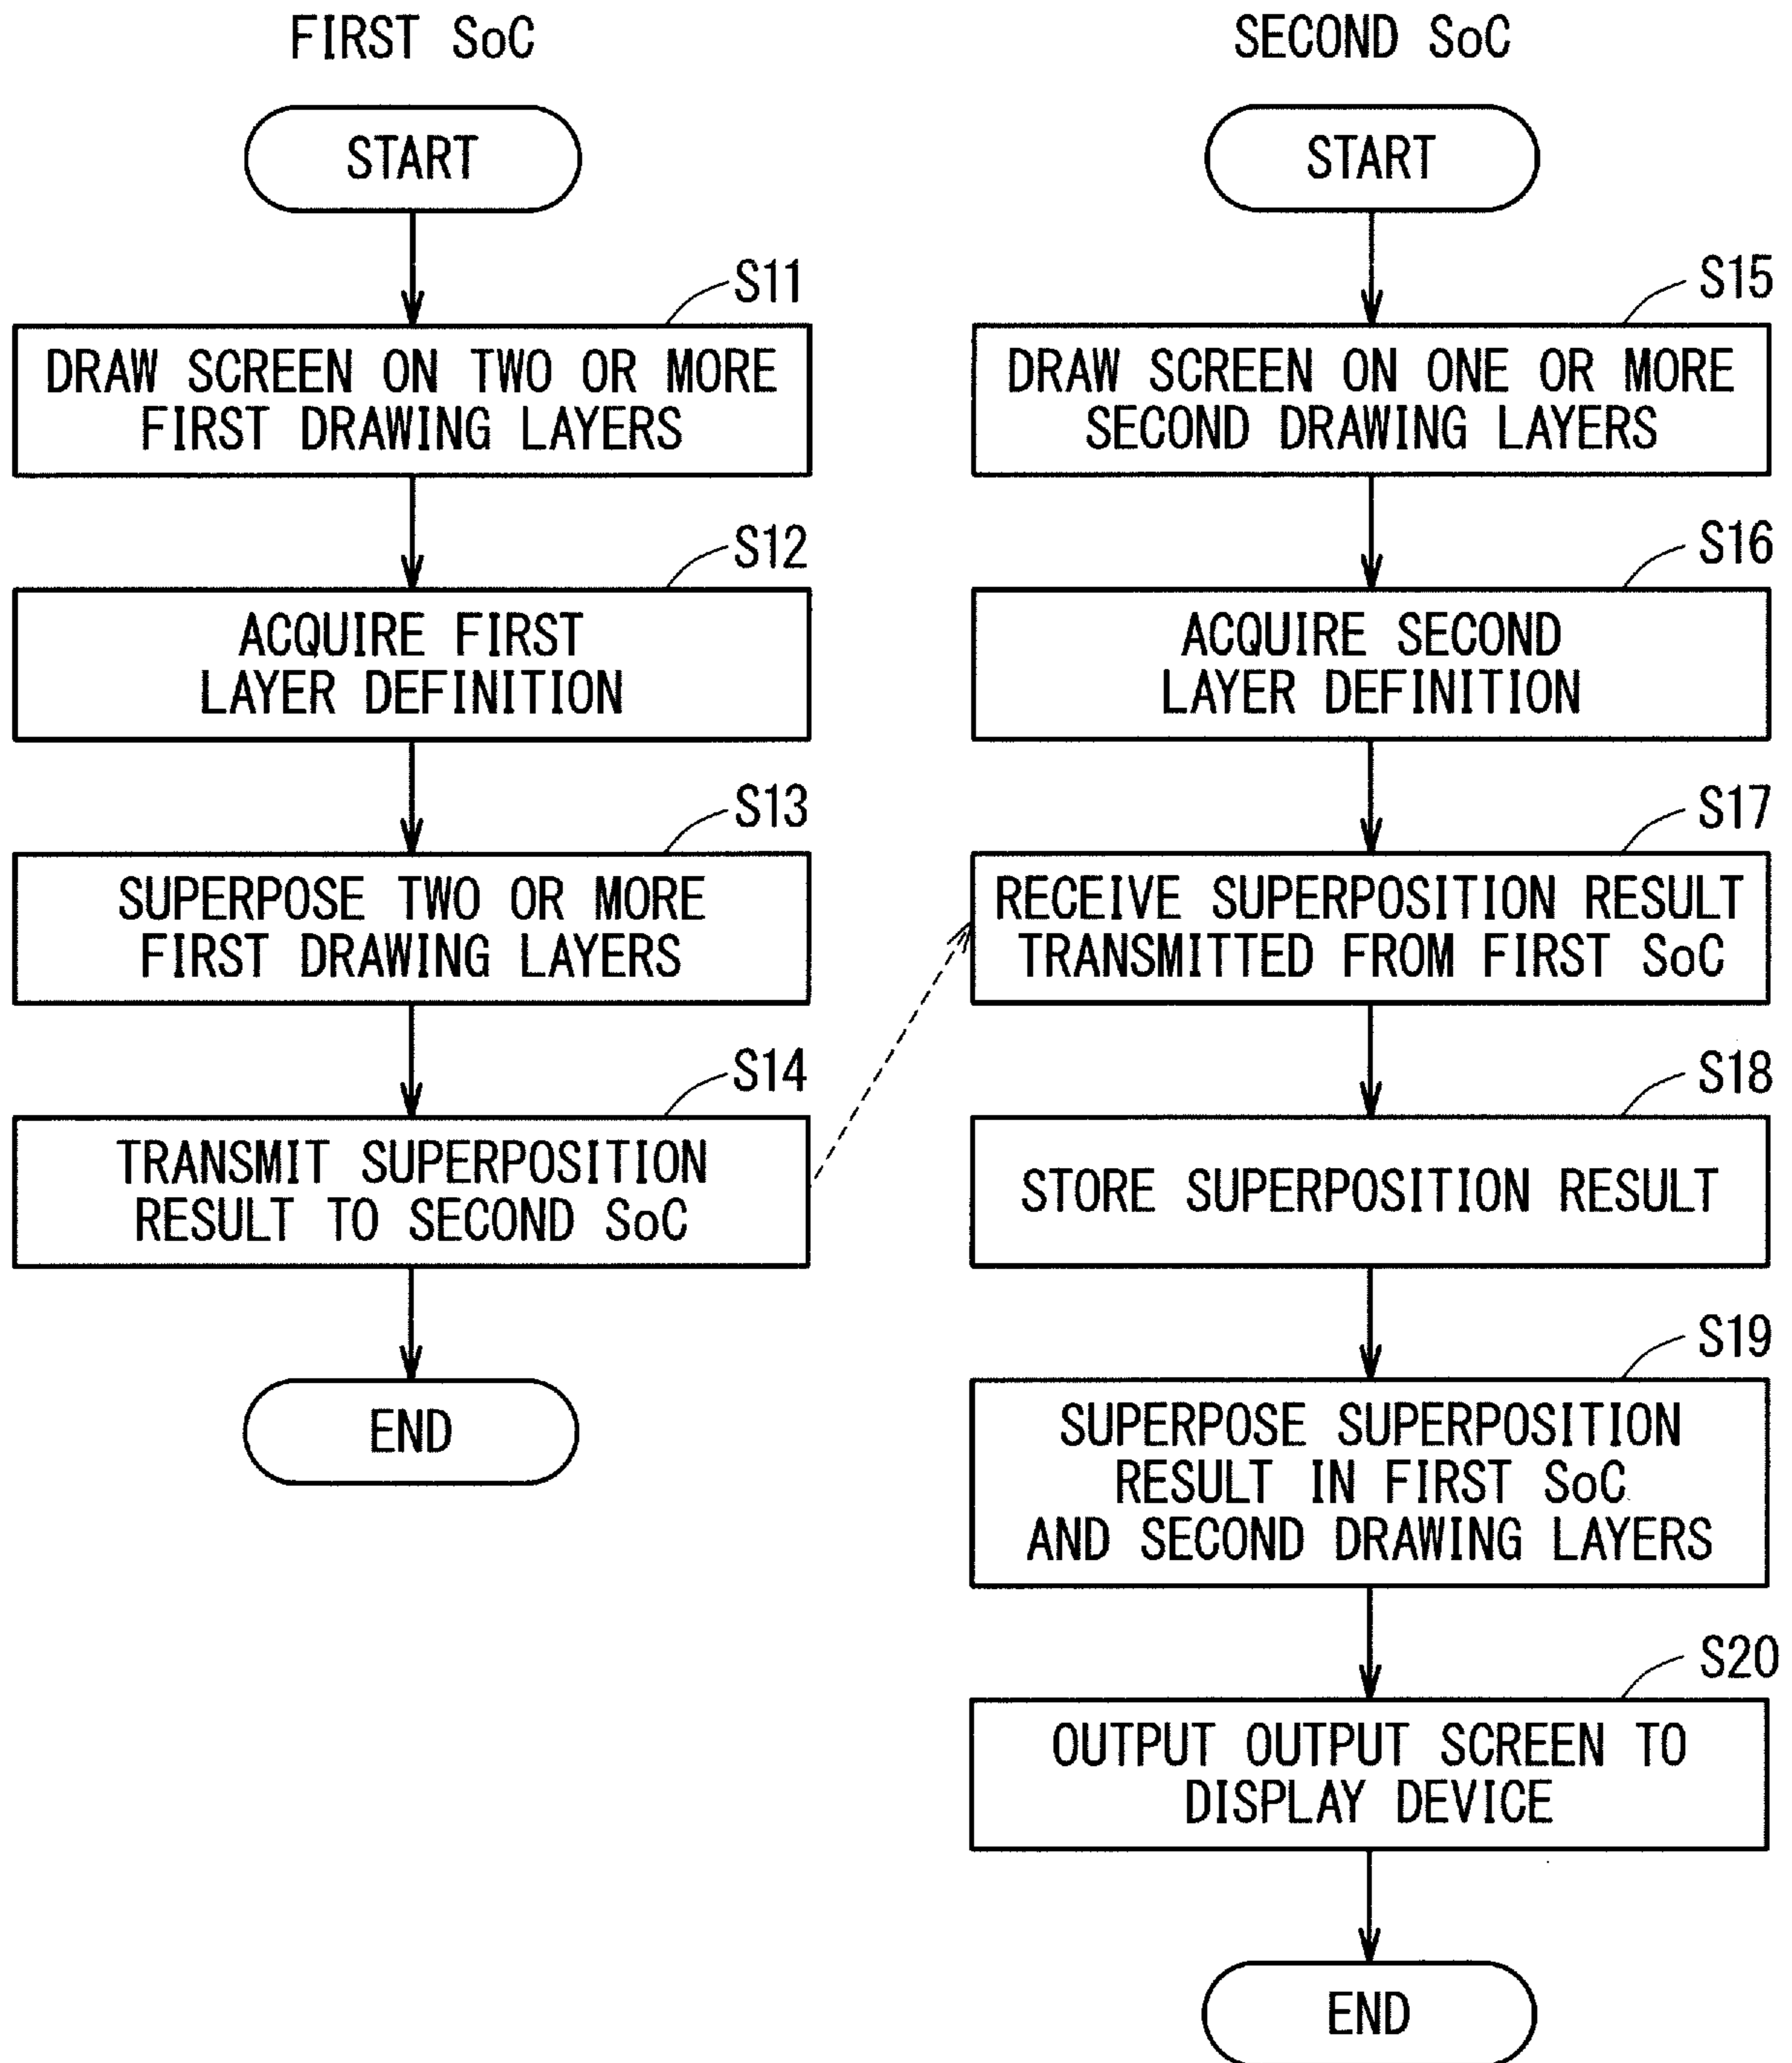 FIRST SoC
START
S11
DRAW SCREEN ON TWO OR MORE
FIRST DRAWING LAYERS
S12
ACQUIRE FIRST
LAYER DEFINITION
S13
SUPERPOSE TWO OR MORE
FIRST DRAWING LAYERS
S14
TRANSMIT SUPERPOSITION
RESULT TO SECOND SoC
END
SECOND SoC
START
S15
DRAW SCREEN ON ONE OR MORE
SECOND DRAWING LAYERS
S16
ACQUIRE SECOND
LAYER DEFINITION
S17
RECEIVE SUPERPOSITION RESULT
TRANSMITTED FROM FIRST SoC
S18
STORE SUPERPOSITION RESULT
S19
SUPERPOSE SUPERPOSITION
RESULT IN FIRST SoC
AND SECOND DRAWING LAYERS
S20
OUTPUT OUTPUT SCREEN TO
DISPLAY DEVICE
END